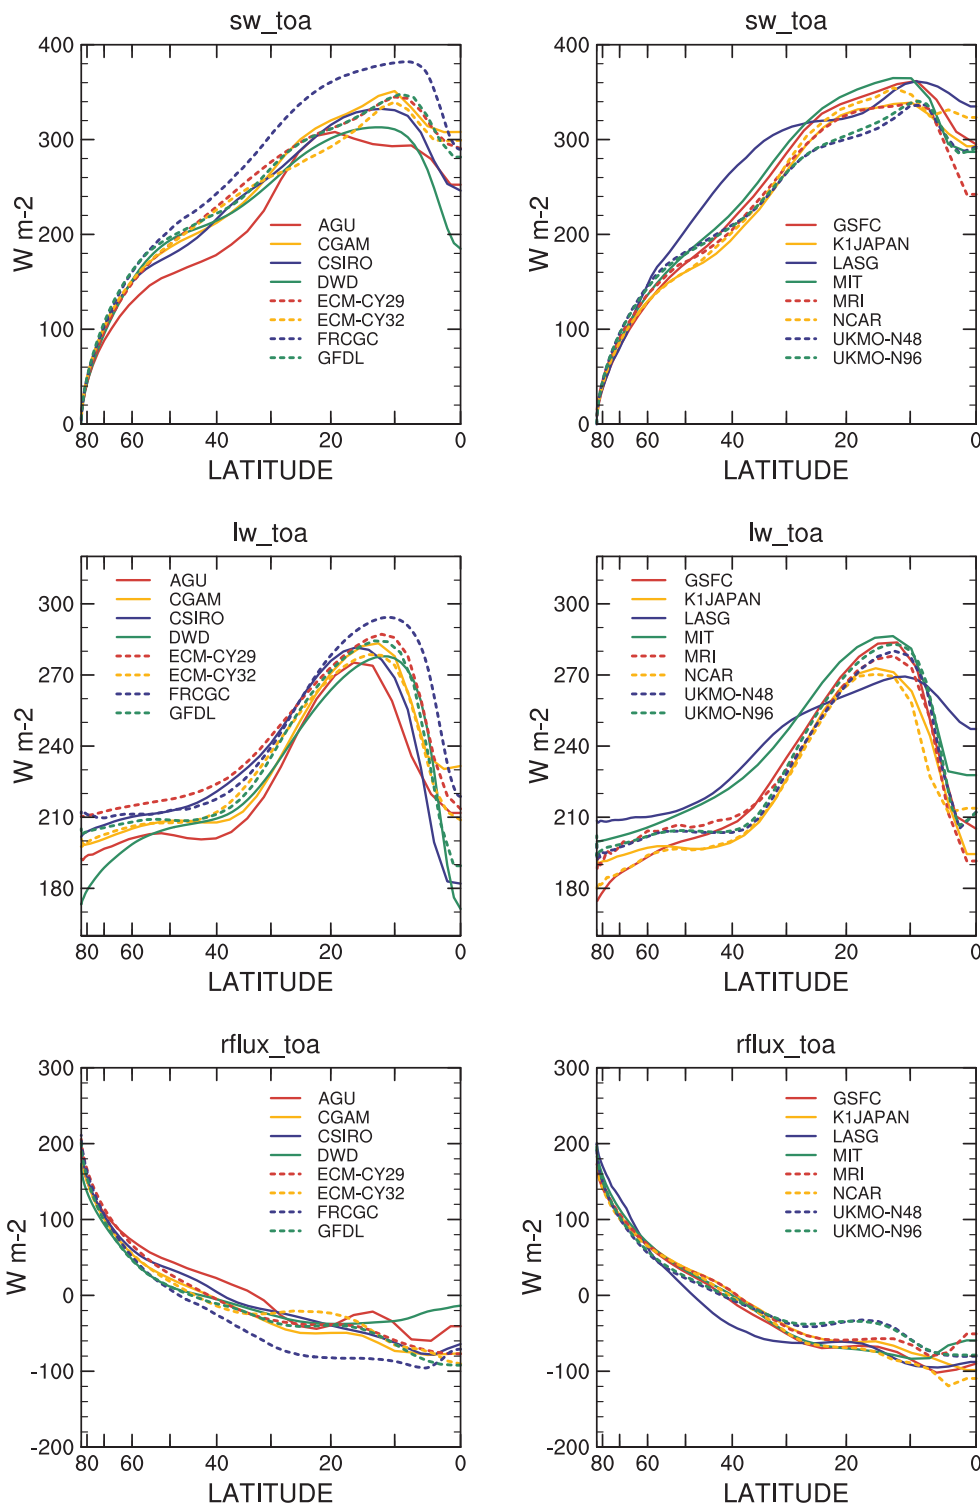 sw_toa
400
300
200
100
0
W m-2
AGU
CGAM
CSIRO
DWD
ECM-CY29
ECM-CY32
FRCGC
GFDL
80 60 40 20 0
LATITUDE
sw_toa
400
300
200
100
0
W m-2
GSFC
K1JAPAN
LASG
MIT
MRI
NCAR
UKMO-N48
UKMO-N96
80 60 40 20 0
LATITUDE
lw_toa
300
270
240
210
180
W m-2
AGU
CGAM
CSIRO
DWD
ECM-CY29
ECM-CY32
FRCGC
GFDL
80 60 40 20 0
LATITUDE
lw_toa
300
270
240
210
180
W m-2
GSFC
K1JAPAN
LASG
MIT
MRI
NCAR
UKMO-N48
UKMO-N96
80 60 40 20 0
LATITUDE
rflux_toa
300
200
100
0
-100
-200
W m-2
AGU
CGAM
CSIRO
DWD
ECM-CY29
ECM-CY32
FRCGC
GFDL
80 60 40 20 0
LATITUDE
rflux_toa
300
200
100
0
-100
-200
W m-2
GSFC
K1JAPAN
LASG
MIT
MRI
NCAR
UKMO-N48
UKMO-N96
80 60 40 20 0
LATITUDE